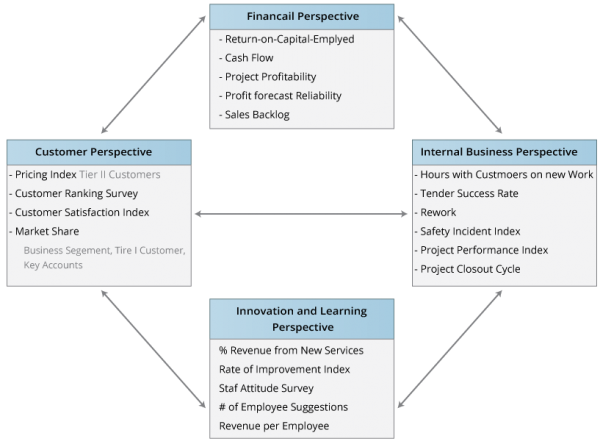 Financail Perspective
- Return-on-Capital-Emplyed
- Cash Flow
- Project Profitability
- Profit forecast Reliability
- Sales Backlog
Customer Perspective
- Pricing Index Tier II Customers
- Customer Ranking Survey
- Customer Satisfaction Index
- Market Share
Business Segement, Tire I Customer,
Key Accounts
Internal Business Perspective
- Hours with Custmoers on new Work
- Tender Success Rate
- Rework
- Safety Incident Index
- Project Performance Index
- Project Closout Cycle
Innovation and Learning
Perspective
% Revenue from New Services
Rate of Improvement Index
Staf Attitude Survey
# of Employee Suggestions
Revenue per Employee